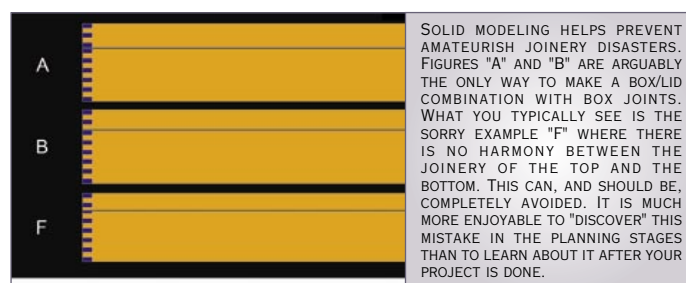 A
B
F
SOLID MODELING HELPS PREVENT
AMATEURISH JOINERY DISASTERS.
FIGURES "A" AND "B" ARE ARGUABLY
THE ONLY WAY TO MAKE A BOX/LID
COMBINATION WITH BOX JOINTS.
WHAT YOU TYPICALLY SEE IS THE
SORRY EXAMPLE "F" WHERE THERE
IS NO HARMONY BETWEEN THE
JOINERY OF THE TOP AND THE
BOTTOM. THIS CAN, AND SHOULD BE,
COMPLETELY AVOIDED. IT IS MUCH
MORE ENJOYABLE TO "DISCOVER" THIS
MISTAKE IN THE PLANNING STAGES
THAN TO LEARN ABOUT IT AFTER YOUR
PROJECT IS DONE.